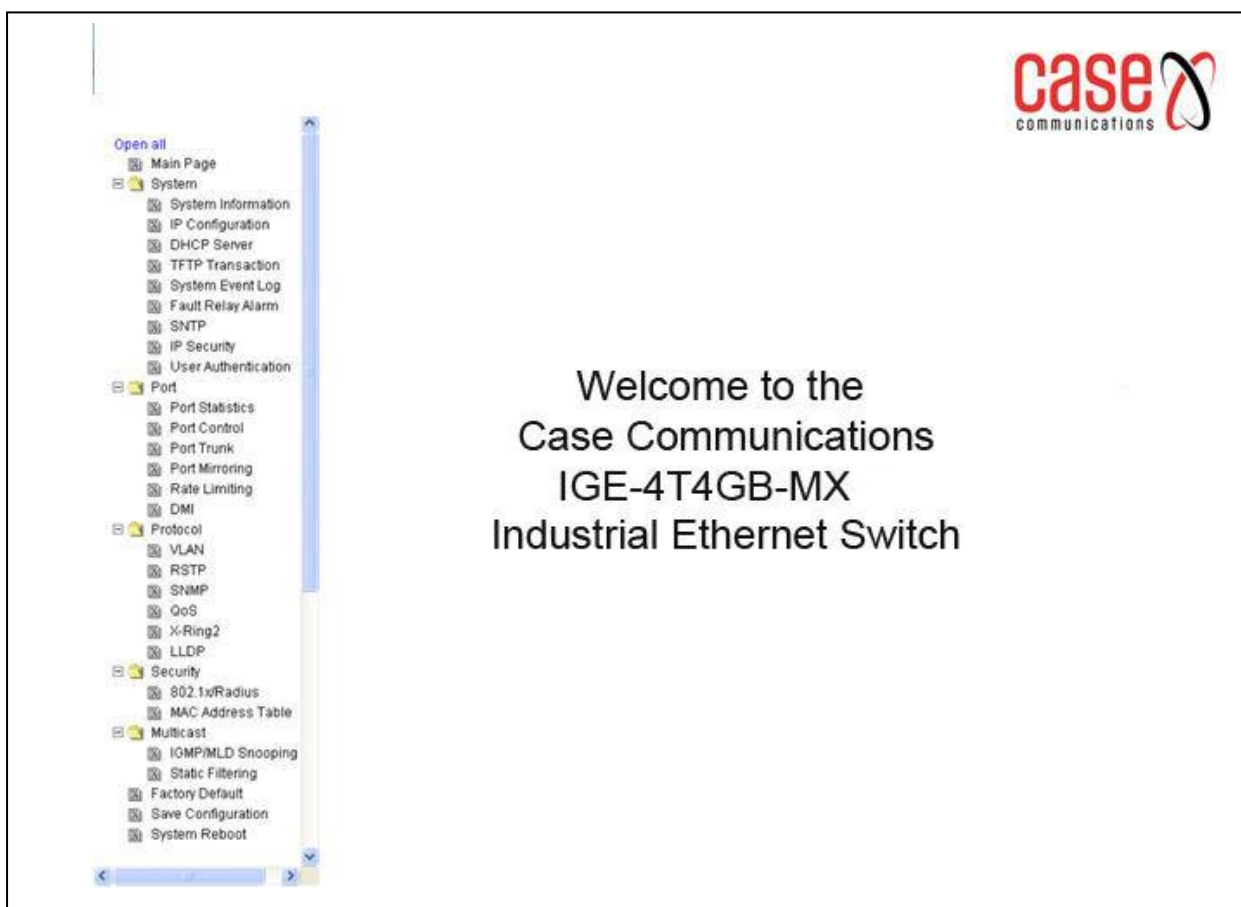 case
communications
Open all
Main Page
System
System Information
IP Configuration
DHCP Server
TFTP Transaction
System Event Log
Fault Relay Alarm
SNTP
IP Security
User Authentication
Port
Port Statistics
Port Control
Port Trunk
Port Mirroring
Rate Limiting
DMI
Protocol
VLAN
RSTP
SNMP
QoS
X-Ring2
LLDP
Security
802.1x/Radius
MAC Address Table
Multicast
IGMP/MLD Snooping
Static Filtering
Factory Default
Save Configuration
System Reboot
Welcome to the
Case Communications
IGE-4T4GB-MX
Industrial Ethernet Switch